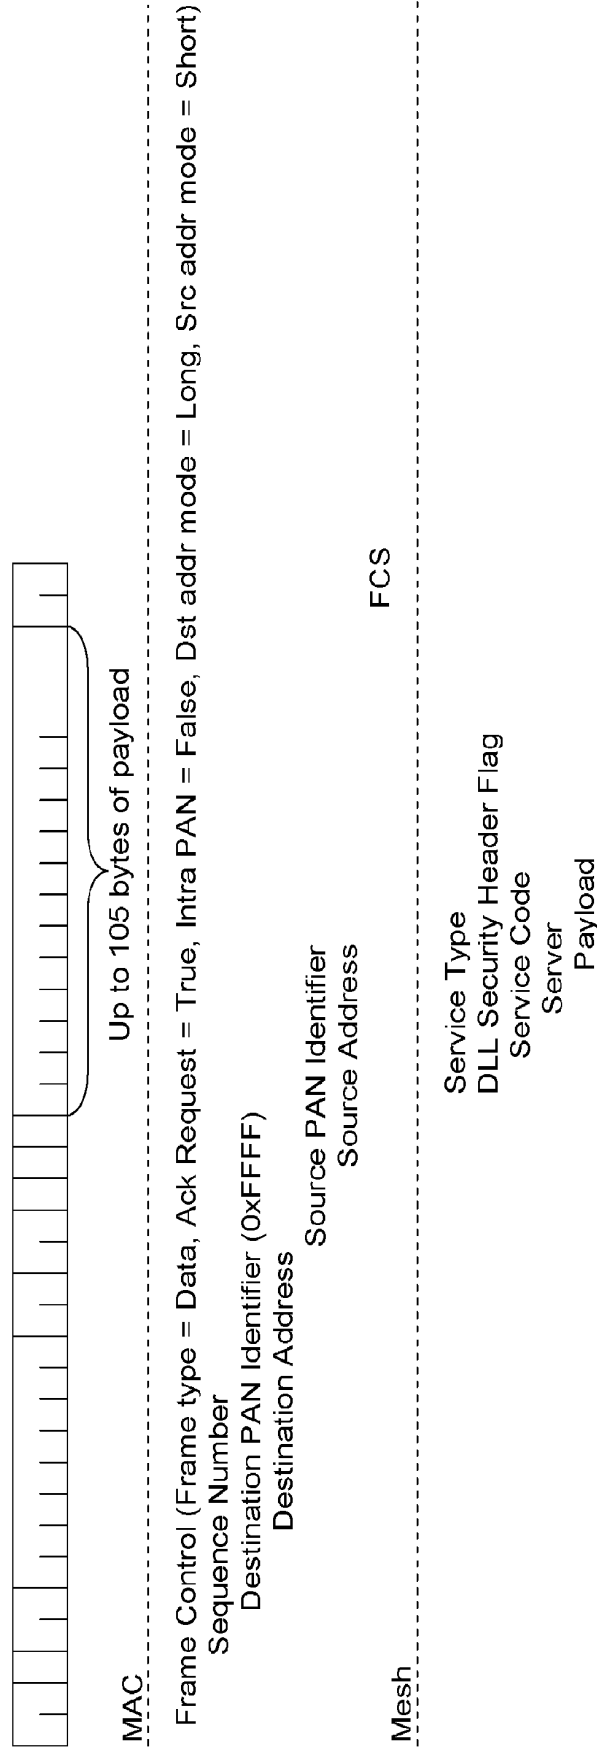 Up to 105 bytes of payload
MAC
Frame Control (Frame type = Data, Ack Request = True, Intra PAN = False, Dst addr mode = Long, Src addr mode = Short)
Sequence Number
Destination PAN Identifier (0xFFFF)
Destination Address
Source PAN Identifier
Source Address
FCS
Mesh
Service Type
DLL Security Header Flag
Service Code
Server
Payload